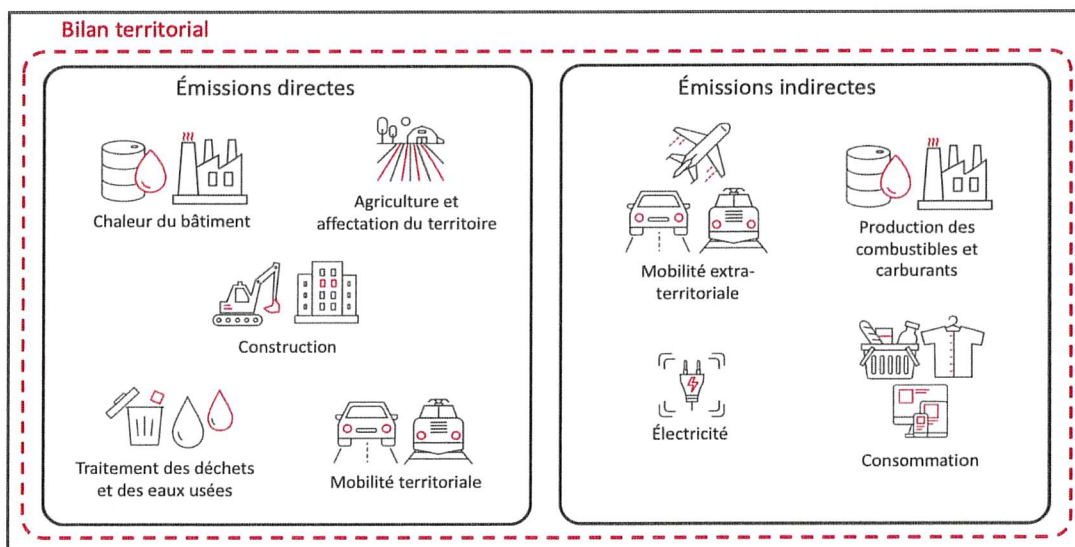 Bilan territorial
Émissions directes
Chaleur du bâtiment
Agriculture et
affectation du territoire
Construction
Traitement des déchets
et des eaux usées
Mobilité territoriale
Émissions indirectes
Mobilité extra-
territoriale
Production des
combustibles et
carburants
Électricité
Consommation